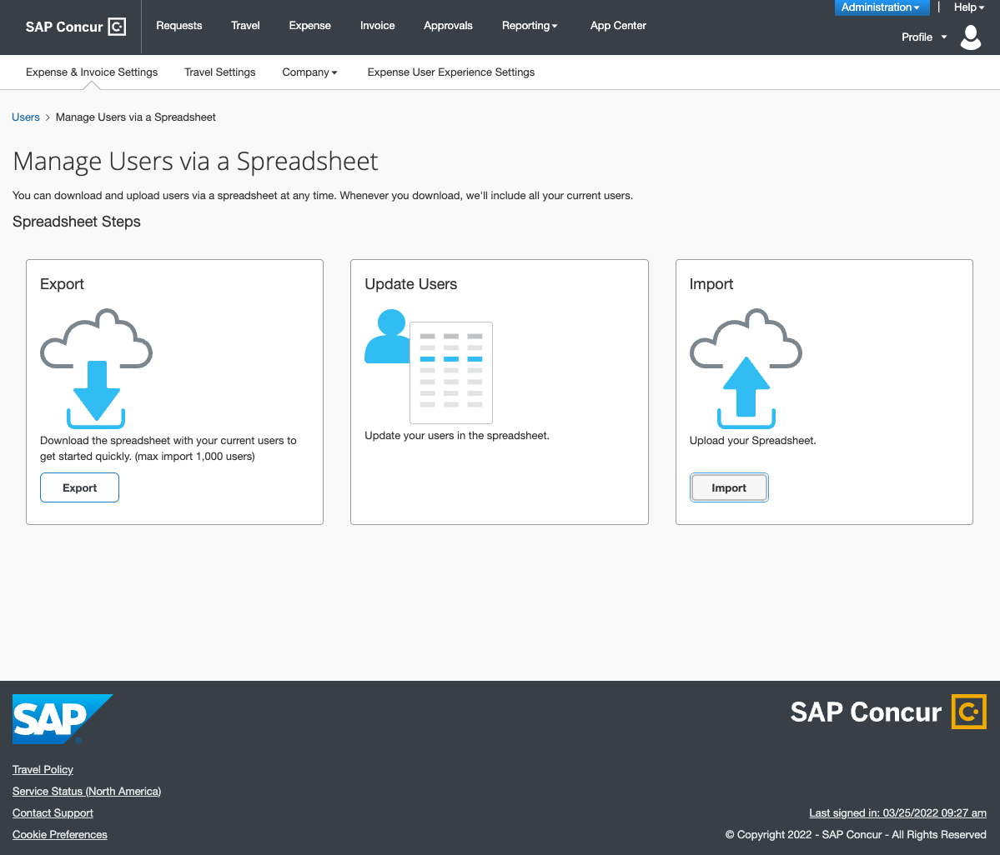 SAP Concur
Requests
Travel
Expense
Invoice
Approvals
Reporting
App Center
Administration
|
Help
Profile
Expense & Invoice Settings
Travel Settings
Company
Expense User Experience Settings
Users > Manage Users via a Spreadsheet
Manage Users via a Spreadsheet
You can download and upload users via a spreadsheet at any time. Whenever you download, we'll include all your current users.
Spreadsheet Steps
Export
Download the spreadsheet with your current users to
get started quickly. (max import 1,000 users)
Export
Update Users
Update your users in the spreadsheet.
Import
Upload your Spreadsheet.
Import
SAP®
SAP Concur
Travel Policy
Service Status (North America)
Contact Support
Cookie Preferences
Last signed in: 03/25/2022 09:27 am
© Copyright 2022 - SAP Concur - All Rights Reserved